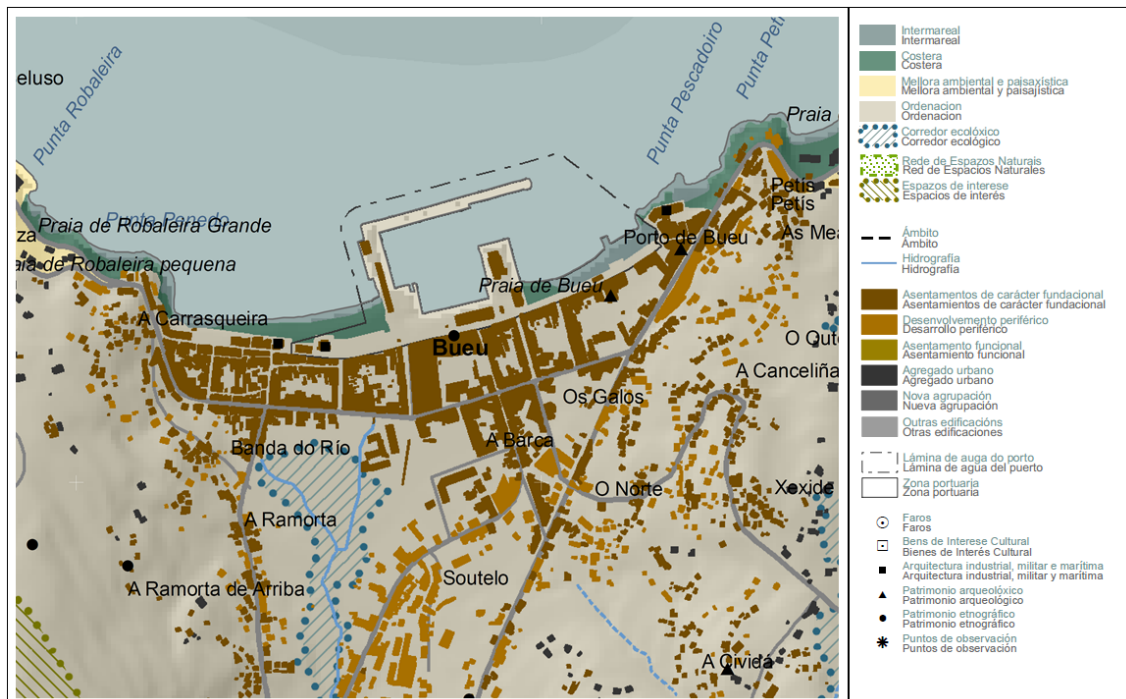 eluso
Punta Robaleira
Punta Pescadoiro
Punta Peti
Praia
Petís
Petís
Porto de Bueu
As Mea
Punta Penedo
Praia de Robaleira Grande
za
aia de Robaleira pequena
Praia de Bueu
A Carrasqueira
Bueu
O Oute
A Canceliña
Os Galos
Banda do Río
A Barca
O Norte
Xexide
A Ramorta
Soutelo
A Ramorta de Arriba
A Cividá
Intermareal
Intermareal
Costera
Costera
Mellora ambiental e paisaxística
Mellora ambiental y paisajística
Ordenacion
Ordenacion
Corredor ecolóxico
Corredor ecológico
Rede de Espazos Naturais
Red de Espacios Naturales
Espazos de interese
Espacios de interés
Ámbito
Ámbito
Hidrografía
Hidrografía
Asentamentos de carácter fundacional
Asentamientos de carácter fundacional
Desenvolvemento periférico
Desarrollo periférico
Asentamento funcional
Asentamento funcional
Agregado urbano
Agregado urbano
Nova agrupación
Nueva agrupación
Outras edificacións
Otras edificaciones
Lámina de auga do porto
Lámina de agua del puerto
Zona portuaria
Zona portuaria
Faros
Faros
Bens de Interese Cultural
Bienes de Interés Cultural
Arquitectura industrial, militar e marítima
Arquitectura industrial, militar y marítima
Patrimonio arqueolóxico
Patrimonio arqueológico
Patrimonio etnográfico
Patrimonio etnográfico
Puntos de observación
Puntos de observación